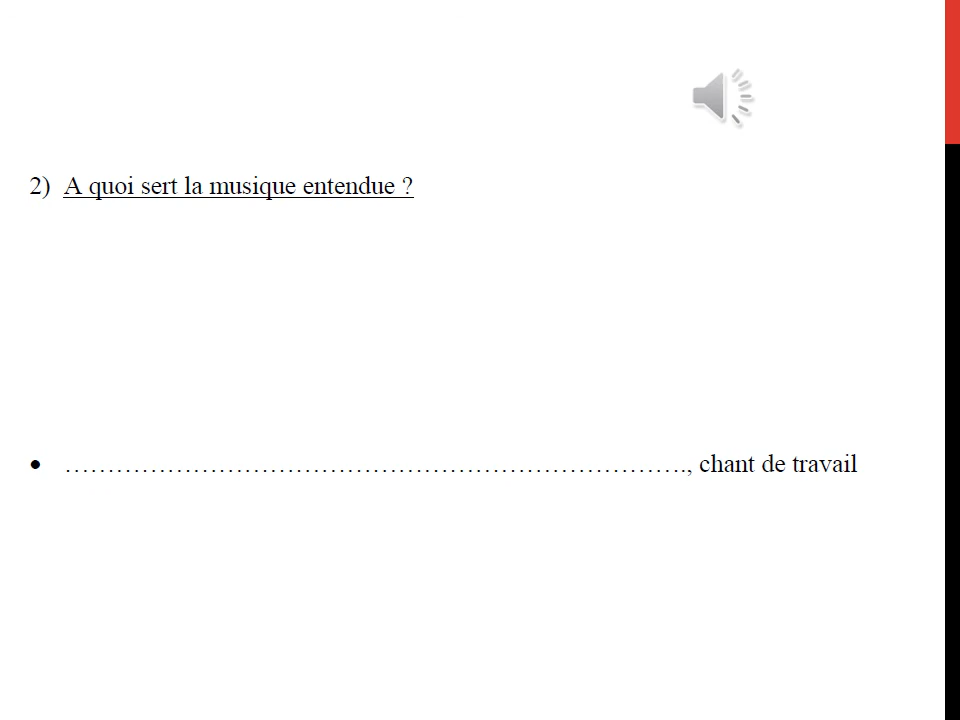 2) A quoi sert la musique entendue ?
• ……………………………………………………………….., chant de travail